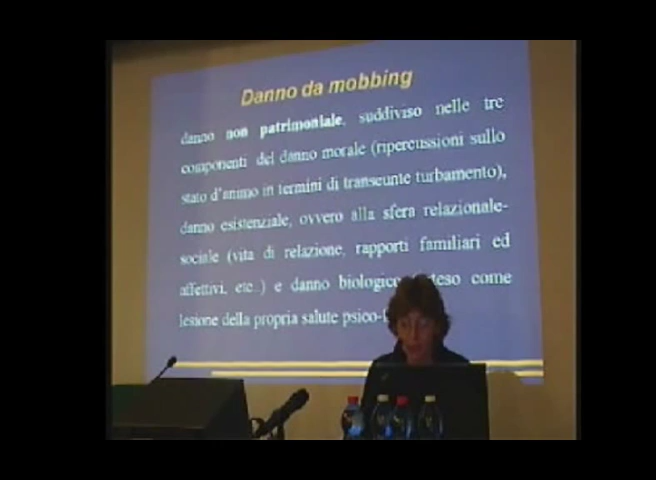 Danno da mobbing
danno non patrimoniale, suddiviso nelle tre
componenti del danno morale (ripercussioni sullo
stato d'animo in termini di transeunte turbamento),
danno esistenziale, ovvero alla sfera relazionale-
sociale (vita di relazione, rapporti familiari ed
affettivi, etc..) e danno biologico come
lesione della propria salute psico-